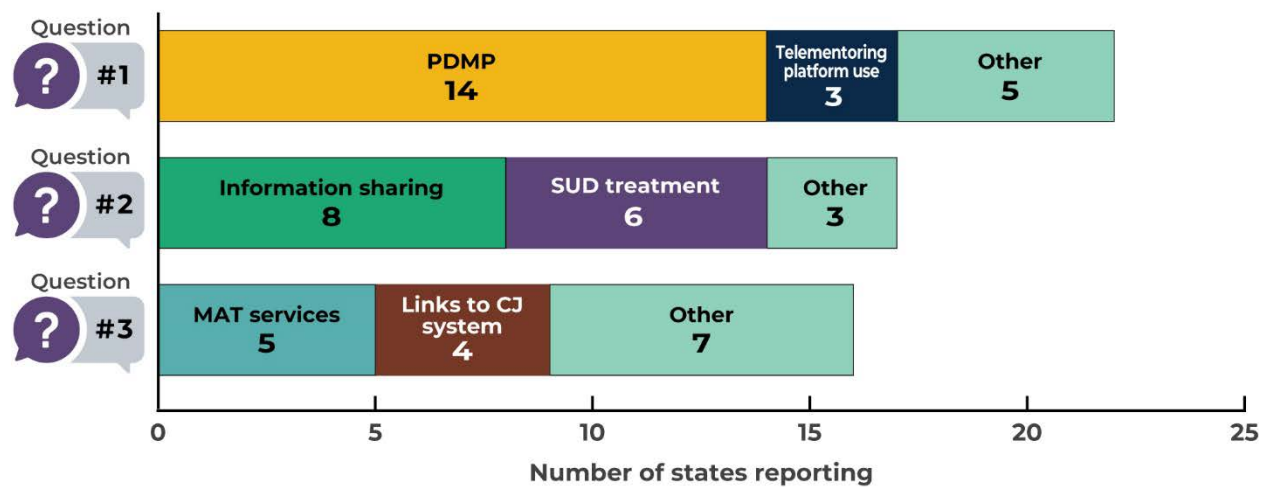 Question
? #1
PDMP
14
Telementoring
platform use
3
Other
5
Question
? #2
Information sharing
8
SUD treatment
6
Other
3
Question
? #3
MAT services
5
Links to CJ
system
4
Other
7
0 5 10 15 20 25
Number of states reporting